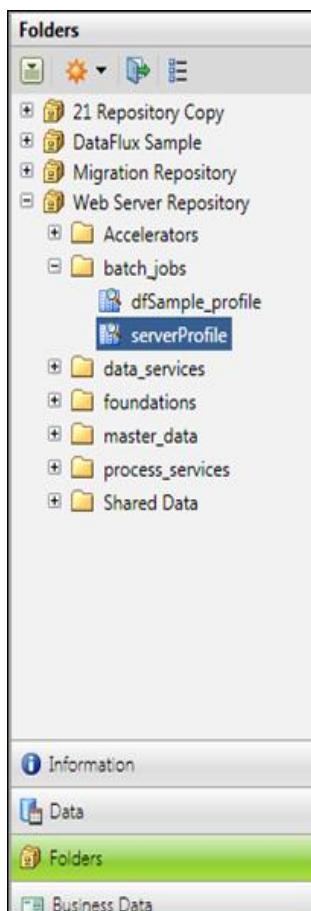 Folders
21 Repository Copy
DataFlux Sample
Migration Repository
Web Server Repository
Accelerators
batch_jobs
dfSample_profile
serverProfile
data_services
foundations
master_data
process_services
Shared Data
Information
Data
Folders
Business Data